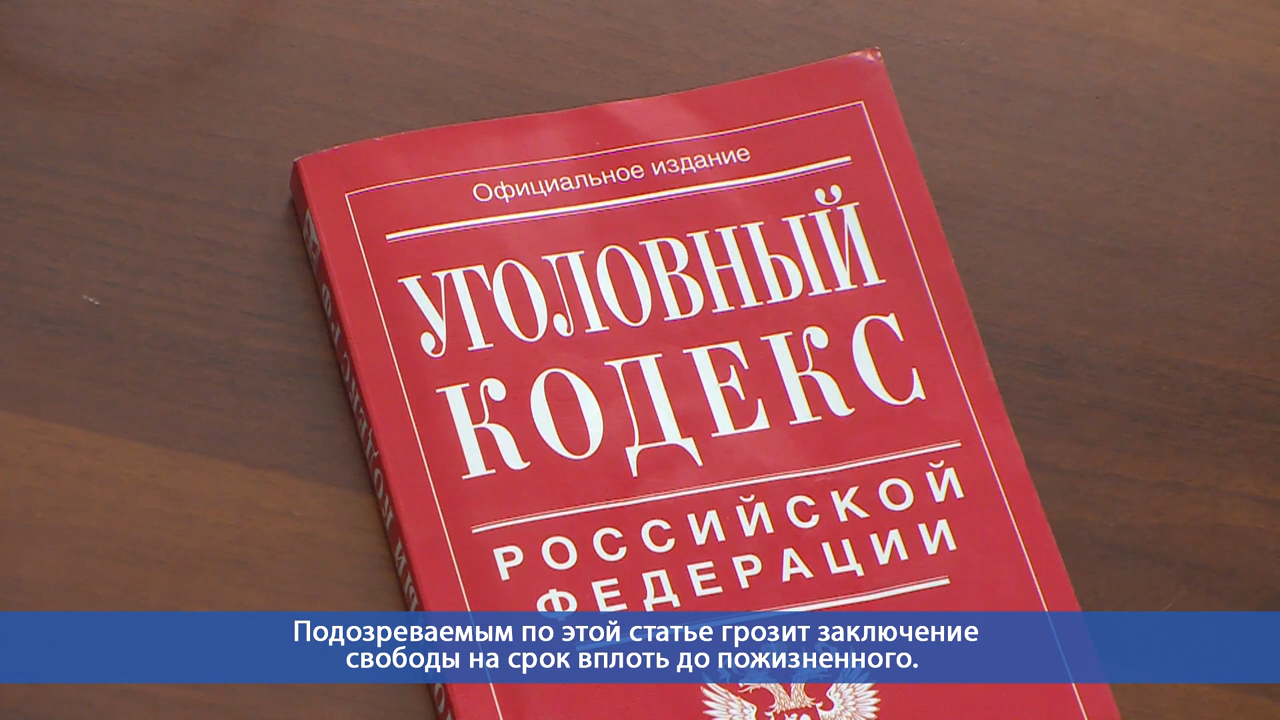 Официальное издание
УГОЛОВНЫЙ
КОДЕКС
РОССИЙСКОЙ
ФЕДЕРАЦИИ
Подозреваемым по этой статье грозит заключение
свободы на срок вплоть до пожизненного.